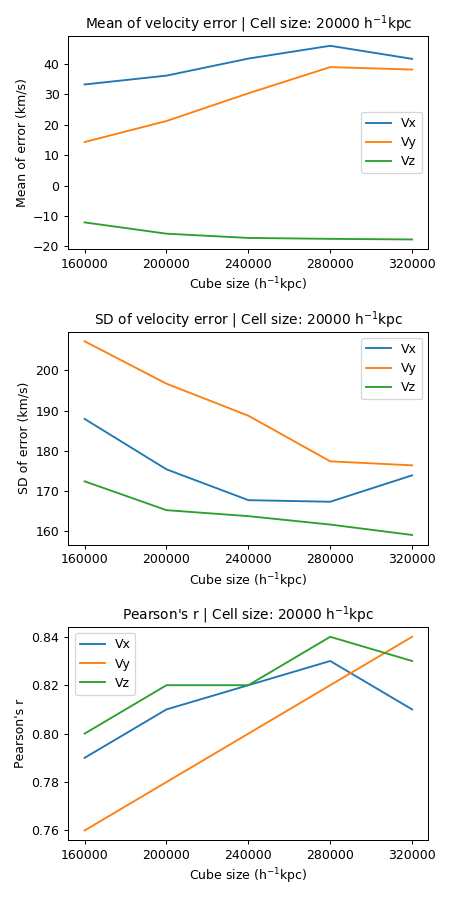 Mean of velocity error | Cell size: 20000 h⁻¹kpc
Mean of error (km/s)
40
30
20
10
0
−10
−20
Vx
Vy
Vz
160000 200000 240000 280000 320000
Cube size (h⁻¹kpc)
SD of velocity error | Cell size: 20000 h⁻¹kpc
SD of error (km/s)
200
190
180
170
160
Vx
Vy
Vz
160000 200000 240000 280000 320000
Cube size (h⁻¹kpc)
Pearson's r | Cell size: 20000 h⁻¹kpc
Pearson's r
0.84
0.82
0.80
0.78
0.76
Vx
Vy
Vz
160000 200000 240000 280000 320000
Cube size (h⁻¹kpc)